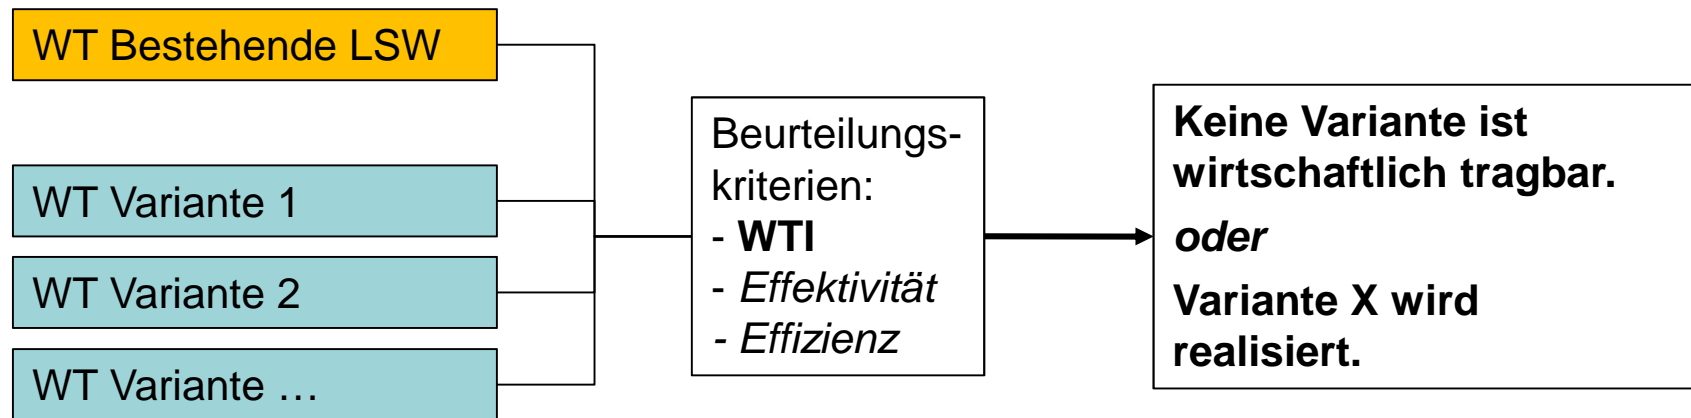 WT Bestehende LSW
WT Variante 1
WT Variante 2
WT Variante …
Beurteilungs-
kriterien:
- WTI
- Effektivität
- Effizienz
Keine Variante ist
wirtschaftlich tragbar.
oder
Variante X wird
realisiert.